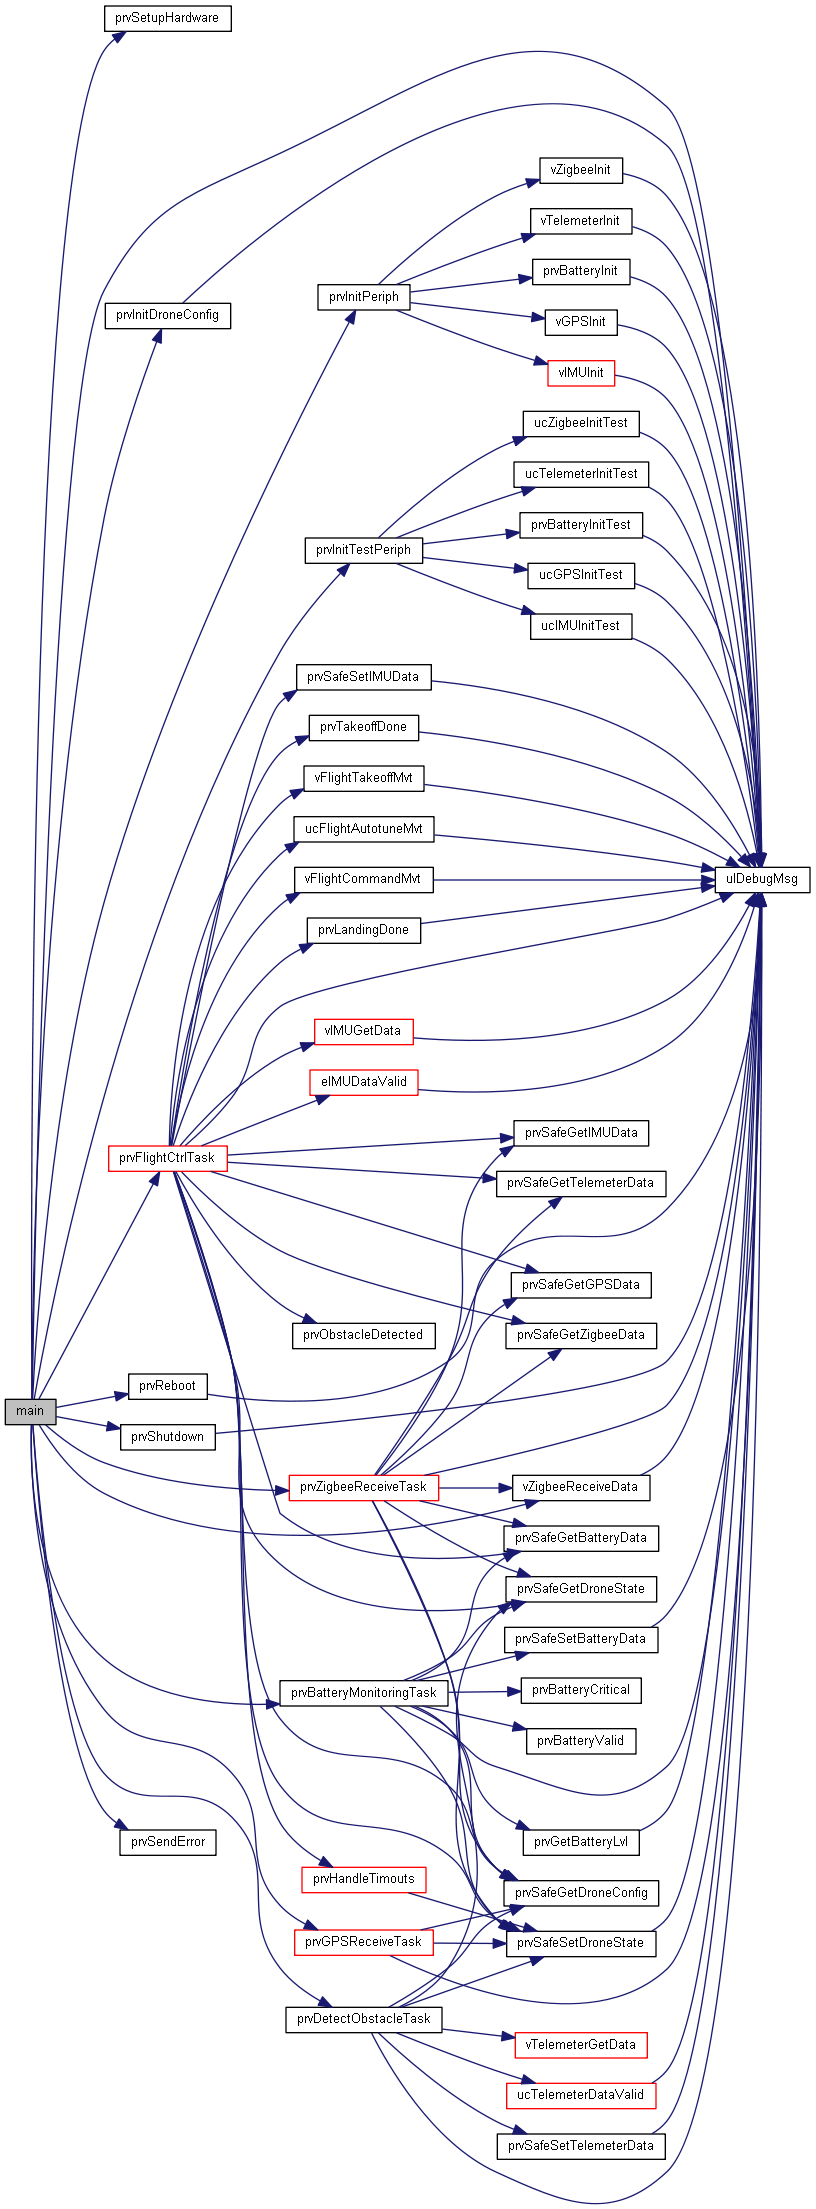 prvSetupHardware
vZigbeeInit
vTelemeterInit
prvBatteryInit
prvInitPeriph
prvInitDroneConfig
vGPSInit
vIMUInit
ucZigbeeInitTest
ucTelemeterInitTest
prvBatteryInitTest
prvInitTestPeriph
ucGPSInitTest
ucIMUInitTest
prvSafeSetIMUData
prvTakeoffDone
vFlightTakeoffMvt
ucFlightAutotuneMvt
vFlightCommandMvt
ulDebugMsg
prvLandingDone
vIMUGetData
eIMUDataValid
prvSafeGetIMUData
prvFlightCtrlTask
prvSafeGetTelemeterData
prvSafeGetGPSData
prvObstacleDetected
prvSafeGetZigbeeData
prvReboot
main
prvShutdown
prvZigbeeReceiveTask
vZigbeeReceiveData
prvSafeGetBatteryData
prvSafeGetDroneState
prvSafeSetBatteryData
prvBatteryMonitoringTask
prvBatteryCritical
prvBatteryValid
prvSendError
prvGetBatteryLvl
prvHandleTimouts
prvSafeGetDroneConfig
prvGPSReceiveTask
prvSafeSetDroneState
prvDetectObstacleTask
vTelemeterGetData
ucTelemeterDataValid
prvSafeSetTelemeterData